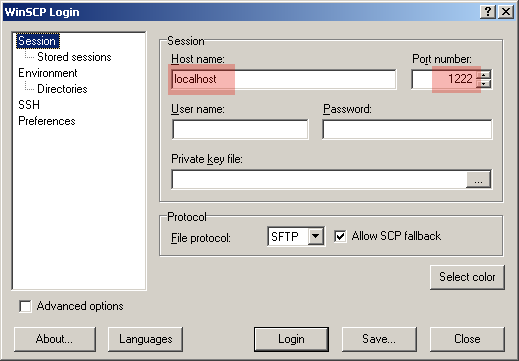 WinSCP Login
Session
Stored sessions
Environment
Directories
SSH
Preferences
Session
Host name:
Port number:
localhost
1222
User name:
Password:
Private key file:
...
Protocol
File protocol:
SFTP
Allow SCP fallback
Select color
Advanced options
About...
Languages
Login
Save...
Close